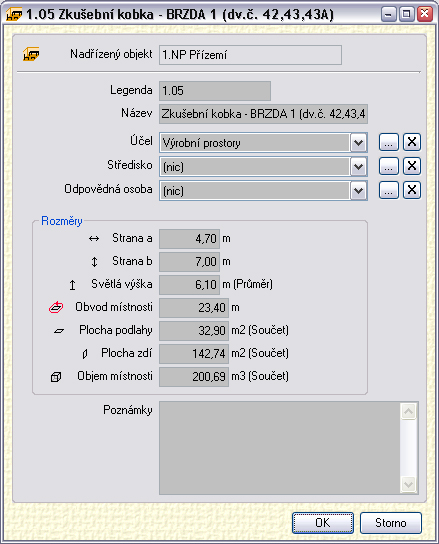 1.05 Zkušební kobka - BRZDA 1 (dv.č. 42,43,43A)
Nadřízený objekt 1.NP Přízemí
Legenda 1.05
Název Zkušební kobka - BRZDA 1 (dv.č. 42,43,4
Účel Výrobní prostory ... X
Středisko (nic) ... X
Odpovědná osoba (nic) ... X
Rozměry
Strana a 4,70 m
Strana b 7,00 m
Světlá výška 6,10 m (Průměr)
Obvod místnosti 23,40 m
Plocha podlahy 32,90 m2 (Součet)
Plocha zdí 142,74 m2 (Součet)
Objem místnosti 200,69 m3 (Součet)
Poznámky
OK Storno